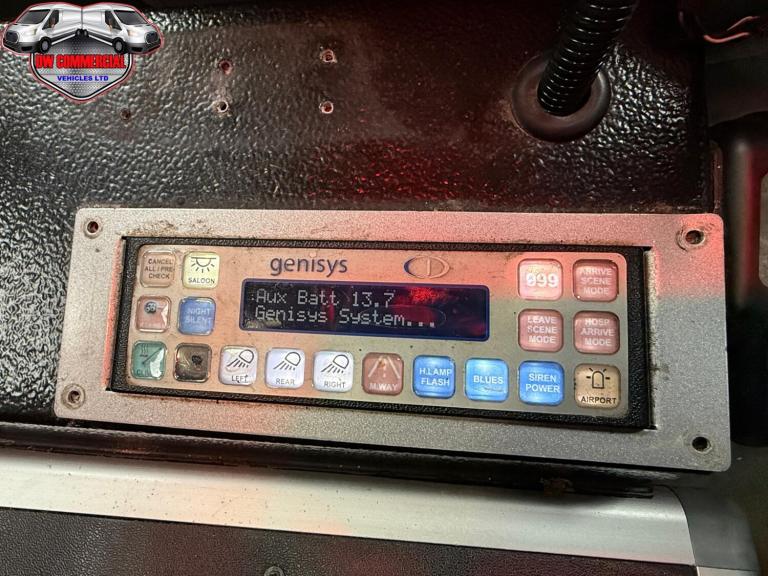 DW COMMERCIAL
VEHICLES LTD
genisys
CANCEL
ALL / PRE
CHECK
SALOON
999
ARRIVE
SCENE
MODE
Aux Batt 13.7
Genisys System...
NIGHT
SILENT
LEAVE
SCENE
MODE
HOSP
ARRIVE
MODE
LEFT
REAR
RIGHT
M.WAY
H.LAMP
FLASH
BLUES
SIREN
POWER
AIRPORT